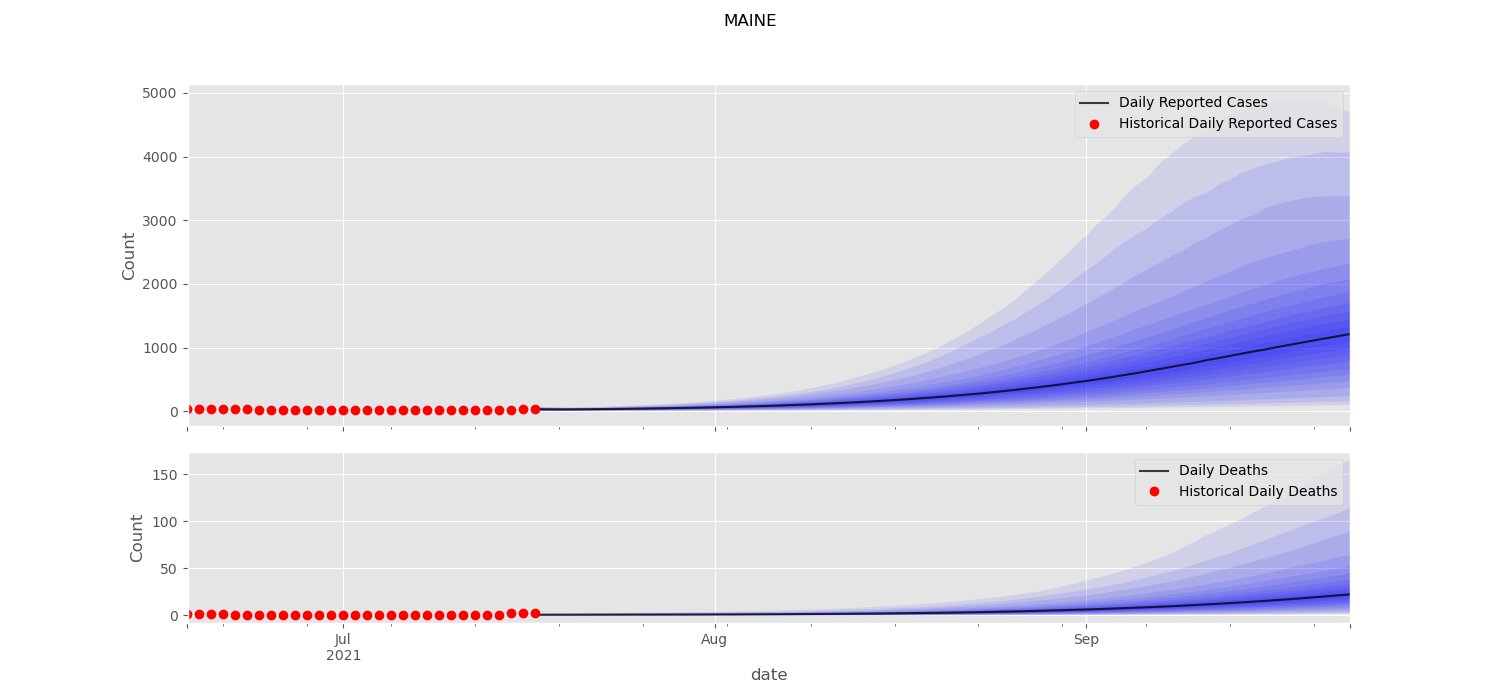 MAINE
5000
4000
3000
2000
1000
0
Count
Daily Reported Cases
Historical Daily Reported Cases
150
100
50
0
Count
Daily Deaths
Historical Daily Deaths
Jul
2021
Aug
Sep
date